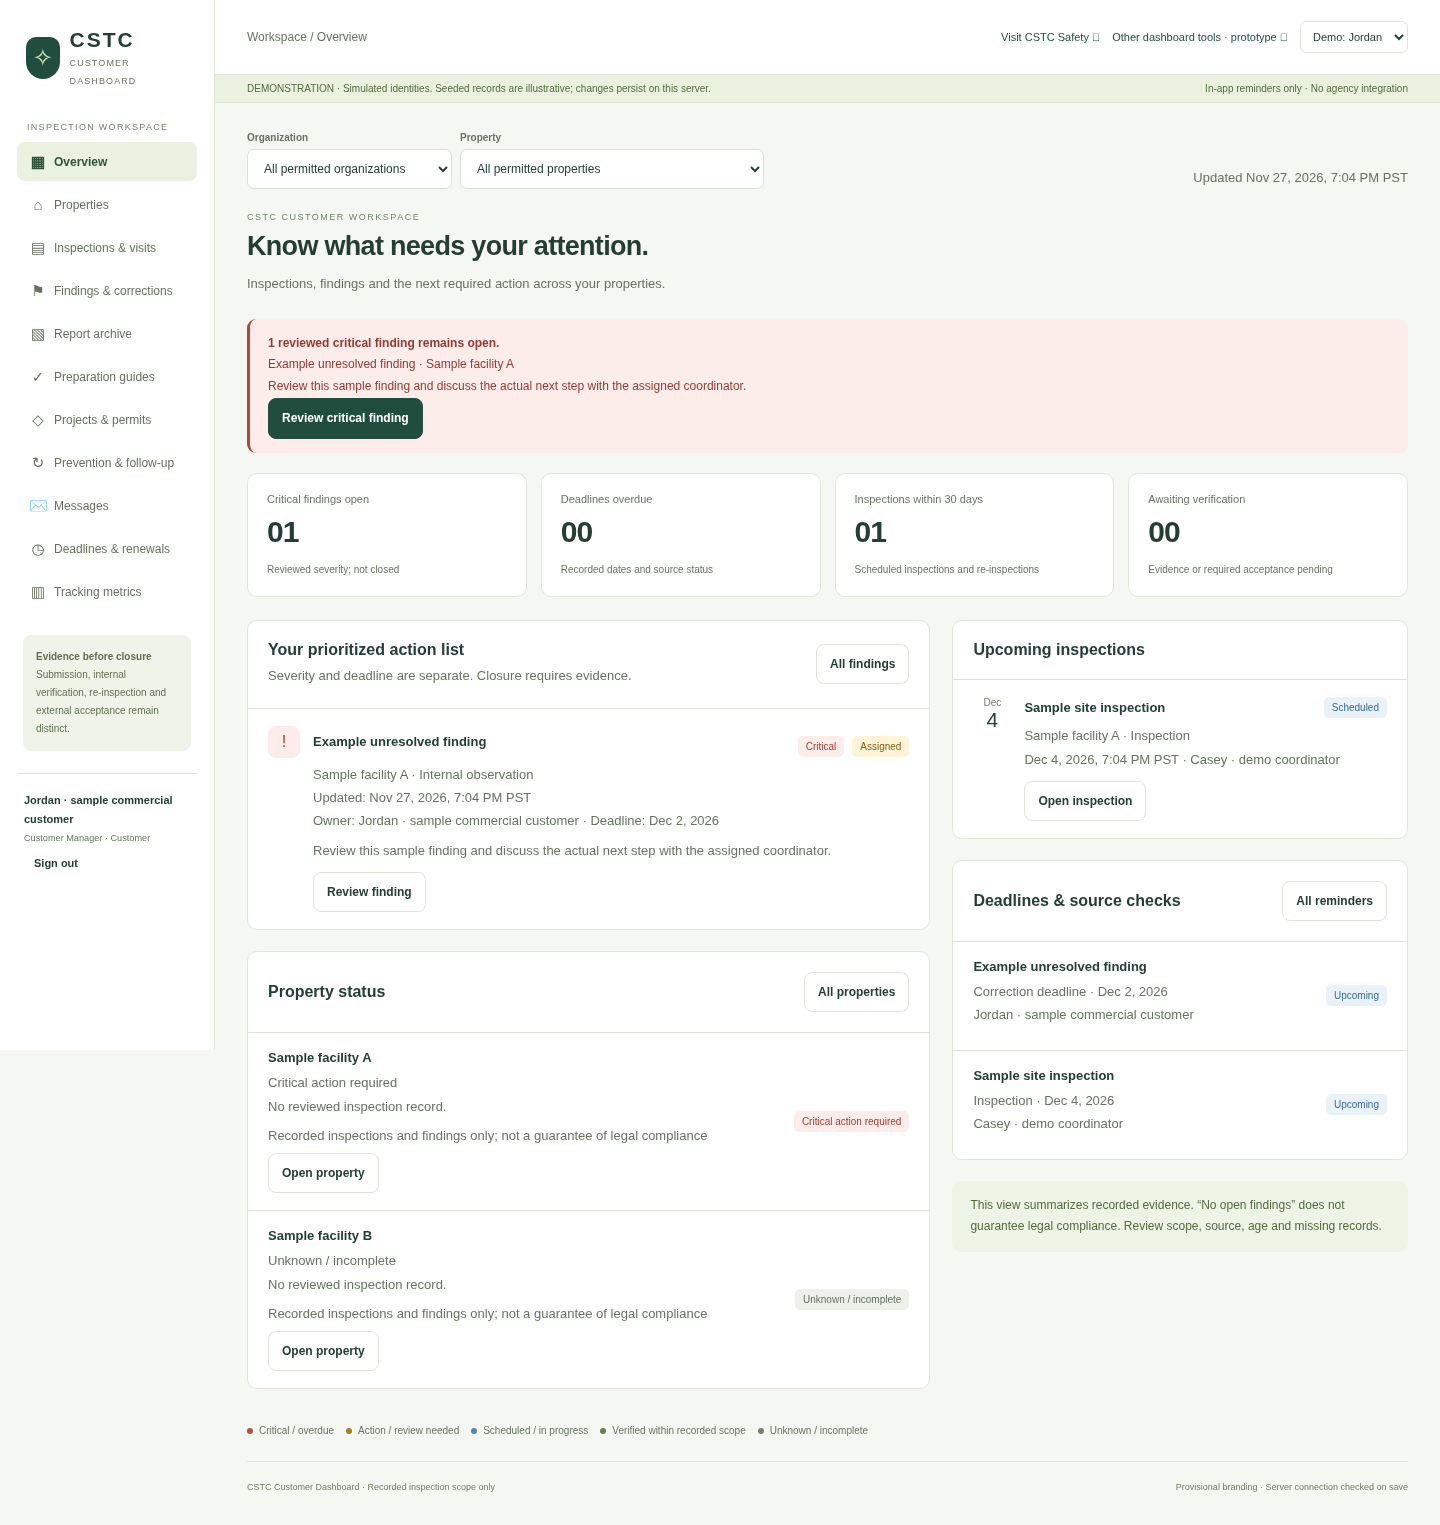 CSTC
CUSTOMER
DASHBOARD
INSPECTION WORKSPACE
Overview
Properties
Inspections & visits
Findings & corrections
Report archive
Preparation guides
Projects & permits
Prevention & follow-up
Messages
Deadlines & renewals
Tracking metrics
Evidence before closure
Submission, internal
verification, re-inspection and
external acceptance remain
distinct.
Jordan · sample commercial
customer
Customer Manager · Customer
Sign out
Workspace / Overview
Visit CSTC Safety
Other dashboard tools · prototype
Demo: Jordan
DEMONSTRATION · Simulated identities. Seeded records are illustrative; changes persist on this server.
In-app reminders only · No agency integration
Organization
Property
All permitted organizations
All permitted properties
Updated Nov 27, 2026, 7:04 PM PST
CSTC CUSTOMER WORKSPACE
Know what needs your attention.
Inspections, findings and the next required action across your properties.
1 reviewed critical finding remains open.
Example unresolved finding · Sample facility A
Review this sample finding and discuss the actual next step with the assigned coordinator.
Review critical finding
Critical findings open
01
Reviewed severity; not closed
Deadlines overdue
00
Recorded dates and source status
Inspections within 30 days
01
Scheduled inspections and re-inspections
Awaiting verification
00
Evidence or required acceptance pending
Your prioritized action list
Severity and deadline are separate. Closure requires evidence.
All findings
!
Example unresolved finding
Critical
Assigned
Sample facility A · Internal observation
Updated: Nov 27, 2026, 7:04 PM PST
Owner: Jordan · sample commercial customer · Deadline: Dec 2, 2026
Review this sample finding and discuss the actual next step with the assigned coordinator.
Review finding
Property status
All properties
Sample facility A
Critical action required
No reviewed inspection record.
Recorded inspections and findings only; not a guarantee of legal compliance
Critical action required
Open property
Sample facility B
Unknown / incomplete
No reviewed inspection record.
Recorded inspections and findings only; not a guarantee of legal compliance
Unknown / incomplete
Open property
Upcoming inspections
Dec
4
Sample site inspection
Scheduled
Sample facility A · Inspection
Dec 4, 2026, 7:04 PM PST · Casey · demo coordinator
Open inspection
Deadlines & source checks
All reminders
Example unresolved finding
Correction deadline · Dec 2, 2026
Jordan · sample commercial customer
Upcoming
Sample site inspection
Inspection · Dec 4, 2026
Casey · demo coordinator
Upcoming
This view summarizes recorded evidence. “No open findings” does not
guarantee legal compliance. Review scope, source, age and missing records.
Critical / overdue
Action / review needed
Scheduled / in progress
Verified within recorded scope
Unknown / incomplete
CSTC Customer Dashboard · Recorded inspection scope only
Provisional branding · Server connection checked on save